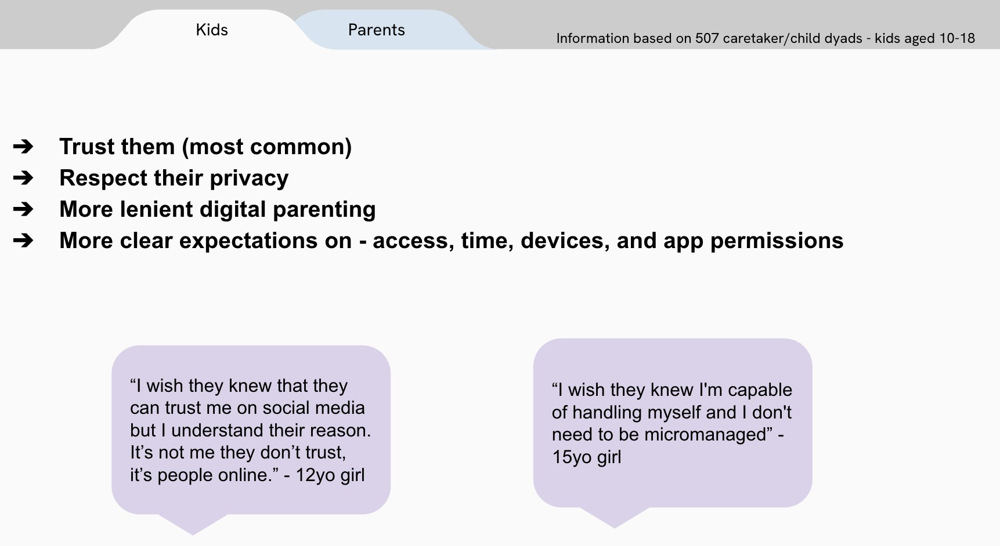 Kids
Parents
Information based on 507 caretaker/child dyads - kids aged 10-18
➔ Trust them (most common)
➔ Respect their privacy
➔ More lenient digital parenting
➔ More clear expectations on - access, time, devices, and app permissions
“I wish they knew that they
can trust me on social media
but I understand their reason.
It’s not me they don’t trust,
it’s people online.” - 12yo girl
“I wish they knew I'm capable
of handling myself and I don't
need to be micromanaged” -
15yo girl